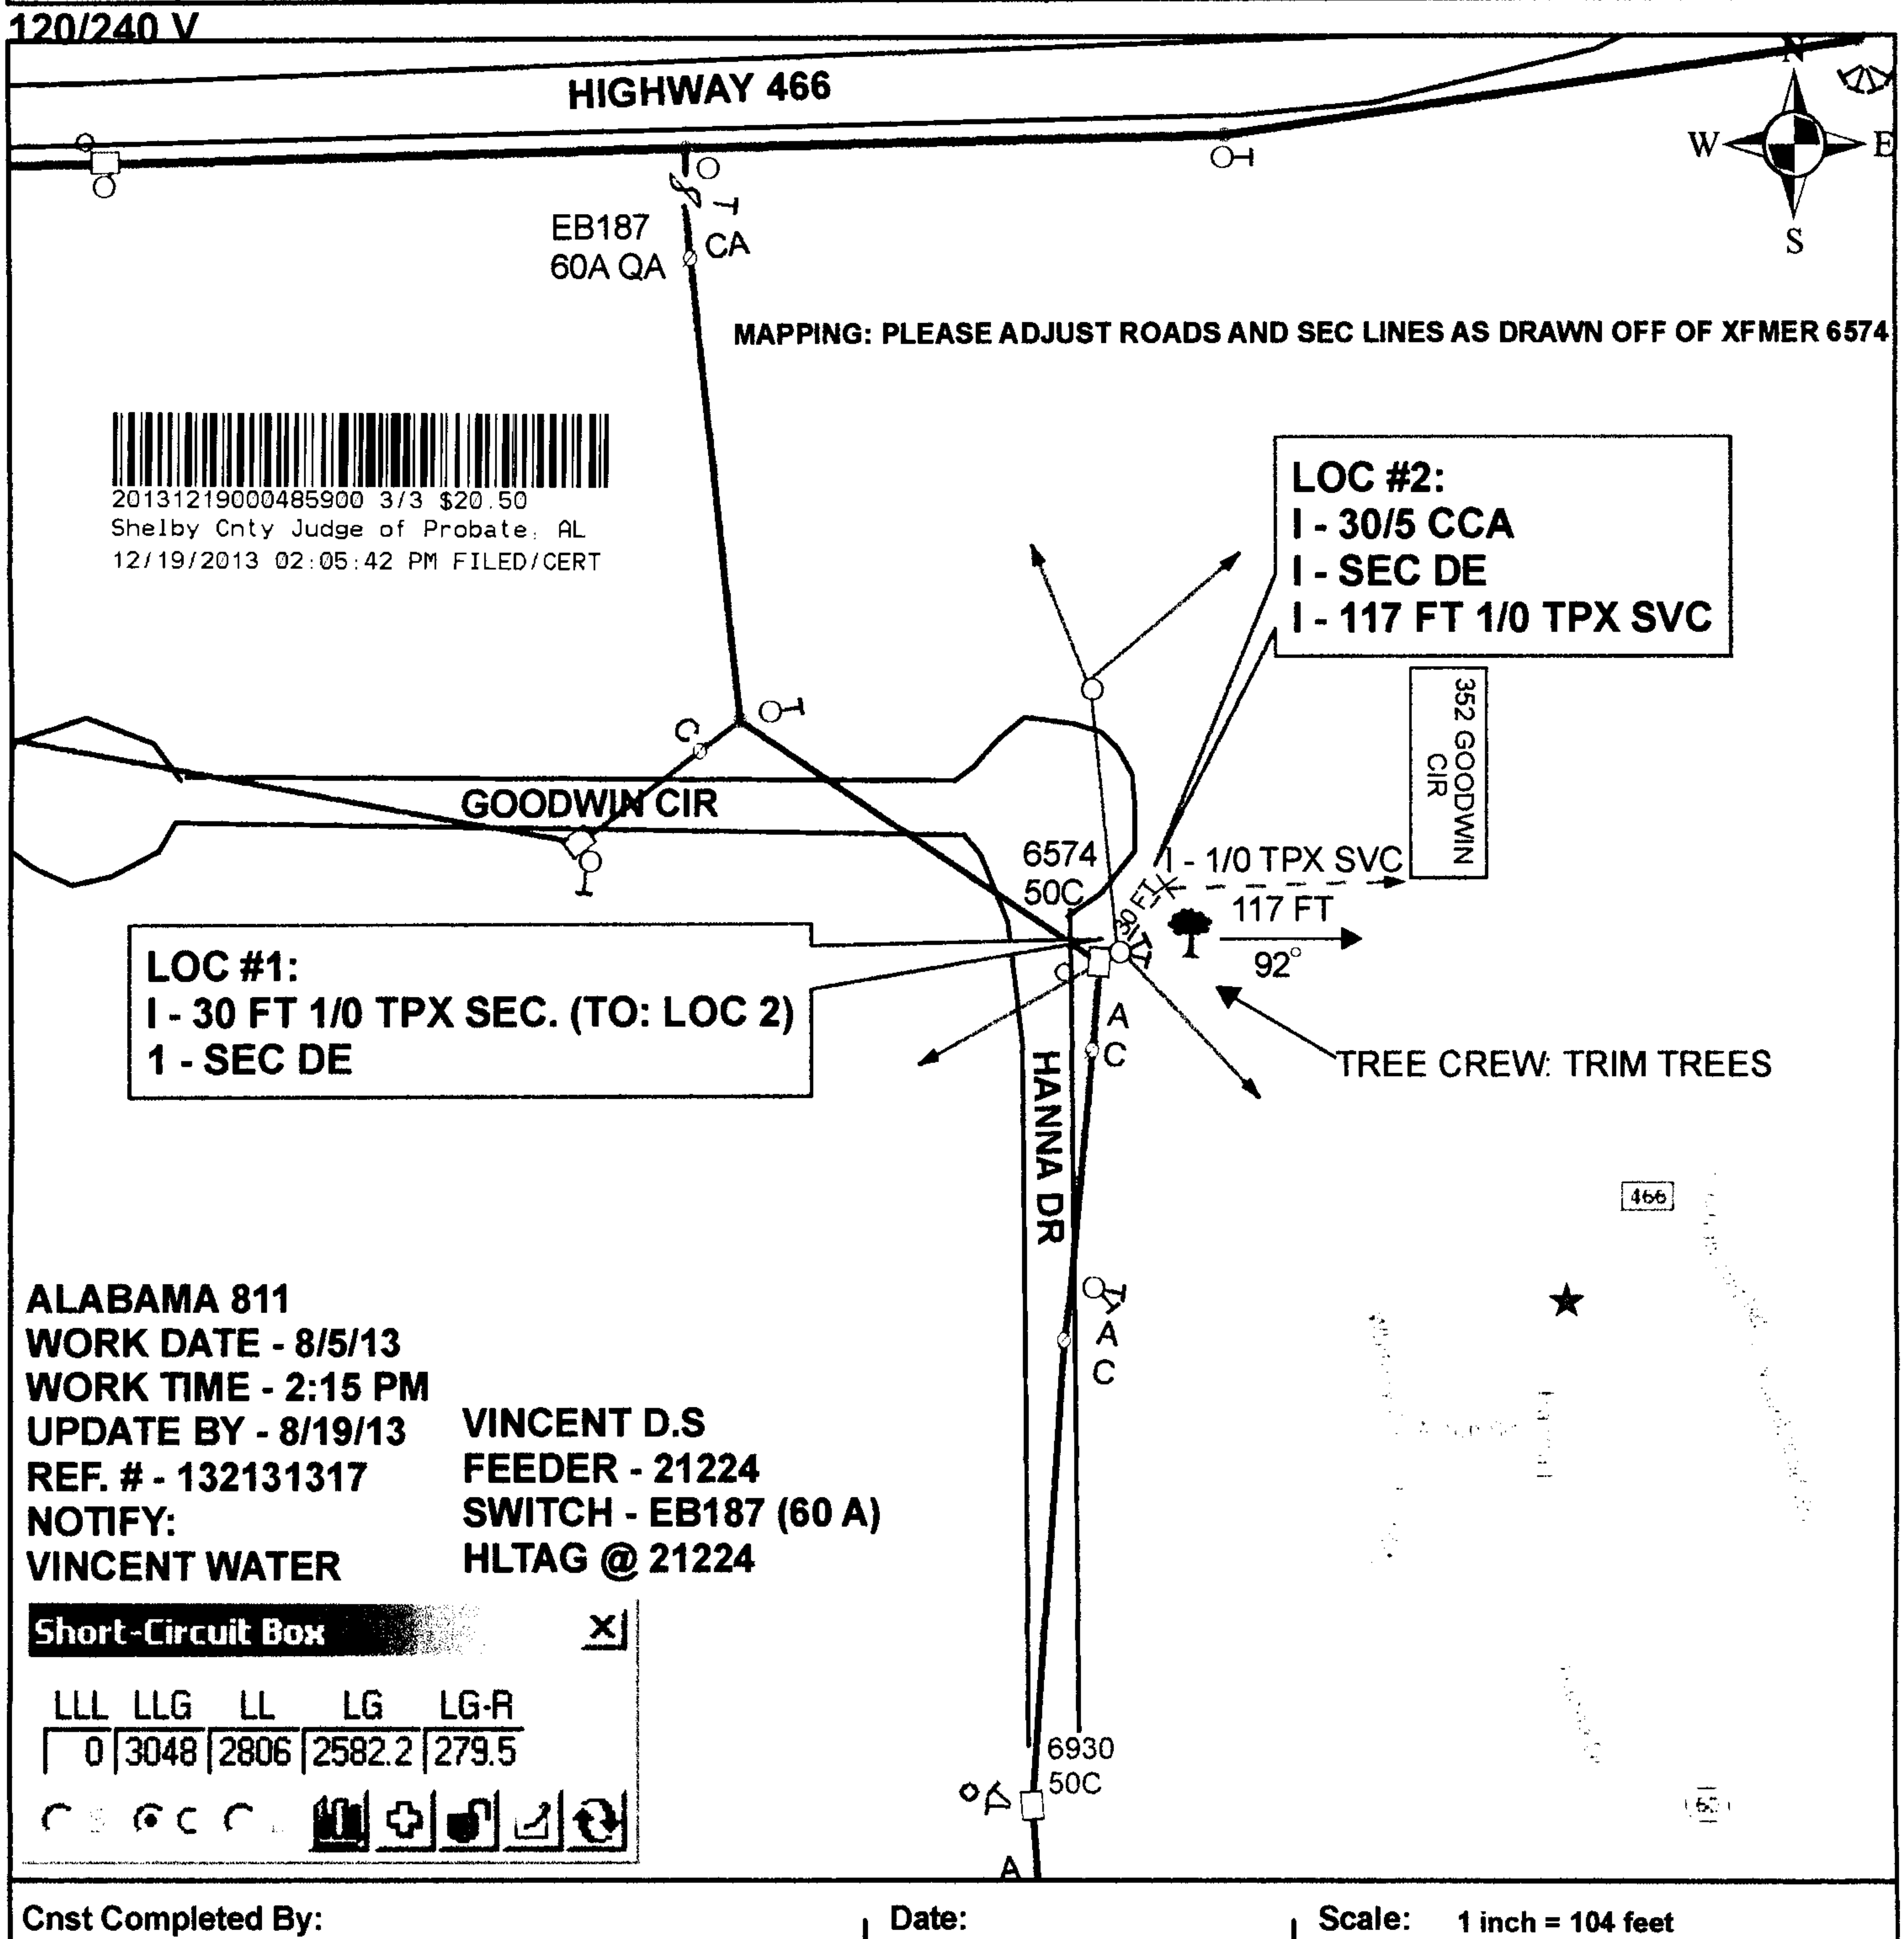 120/240 V
HIGHWAY 466
N
W
E
S
T
EB187
60A QA
CA
MAPPING: PLEASE ADJUST ROADS AND SEC LINES AS DRAWN OFF OF XFMER 6574
20131219000485900 3/3 $20.50
Shelby Cnty Judge of Probate, AL
12/19/2013 02:05:42 PM FILED/CERT
LOC #2:
I - 30/5 CCA
I - SEC DE
I - 117 FT 1/0 TPX SVC
352 GOODWIN
CIR
C
GOODWIN CIR
6574
50C
I - 1/0 TPX SVC
30 FT
117 FT
92°
LOC #1:
I - 30 FT 1/0 TPX SEC. (TO: LOC 2)
1 - SEC DE
A
C
TREE CREW: TRIM TREES
HANNA DR
466
A
C
ALABAMA 811
WORK DATE - 8/5/13
WORK TIME - 2:15 PM
UPDATE BY - 8/19/13
REF. # - 132131317
NOTIFY:
VINCENT WATER
VINCENT D.S
FEEDER - 21224
SWITCH - EB187 (60 A)
HLTAG @ 21224
Short-Circuit Box
LLL LLG LL LG LG-R
0 3048 2806 2582.2 279.5
C
6930
50C
A
Cnst Completed By:
Date:
Scale: 1 inch = 104 feet